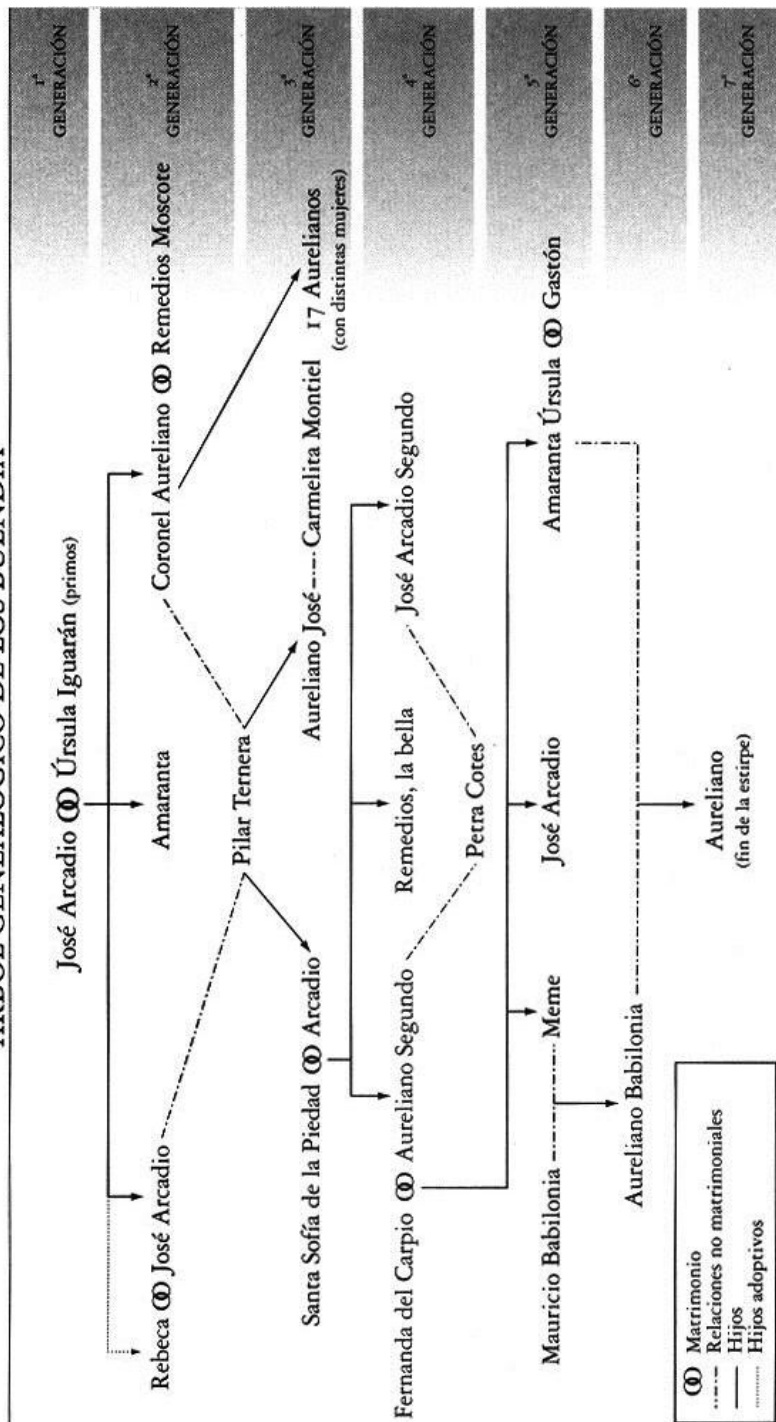 ÁRBOL GENEALÓGICO DE LOS BUENDÍA
1ª GENERACIÓN
José Arcadio Úrsula Iguarán (primos)
2ª GENERACIÓN
Rebeca José Arcadio Amaranta Coronel Aureliano Remedios Moscote
Pilar Ternera
3ª GENERACIÓN
Santa Sofía de la Piedad Arcadio Aureliano José Carmelita Montiel 17 Aurelianos
(con distintas mujeres)
4ª GENERACIÓN
Fernanda del Carpio Aureliano Segundo Remedios, la bella José Arcadio Segundo
Petra Cotes
5ª GENERACIÓN
Mauricio Babilonia Meme José Arcadio Amaranta Úrsula Gastón
6ª GENERACIÓN
Aureliano Babilonia
7ª GENERACIÓN
Aureliano
(fin de la estirpe)
Matrimonio
Relaciones no matrimoniales
Hijos
Hijos adoptivos